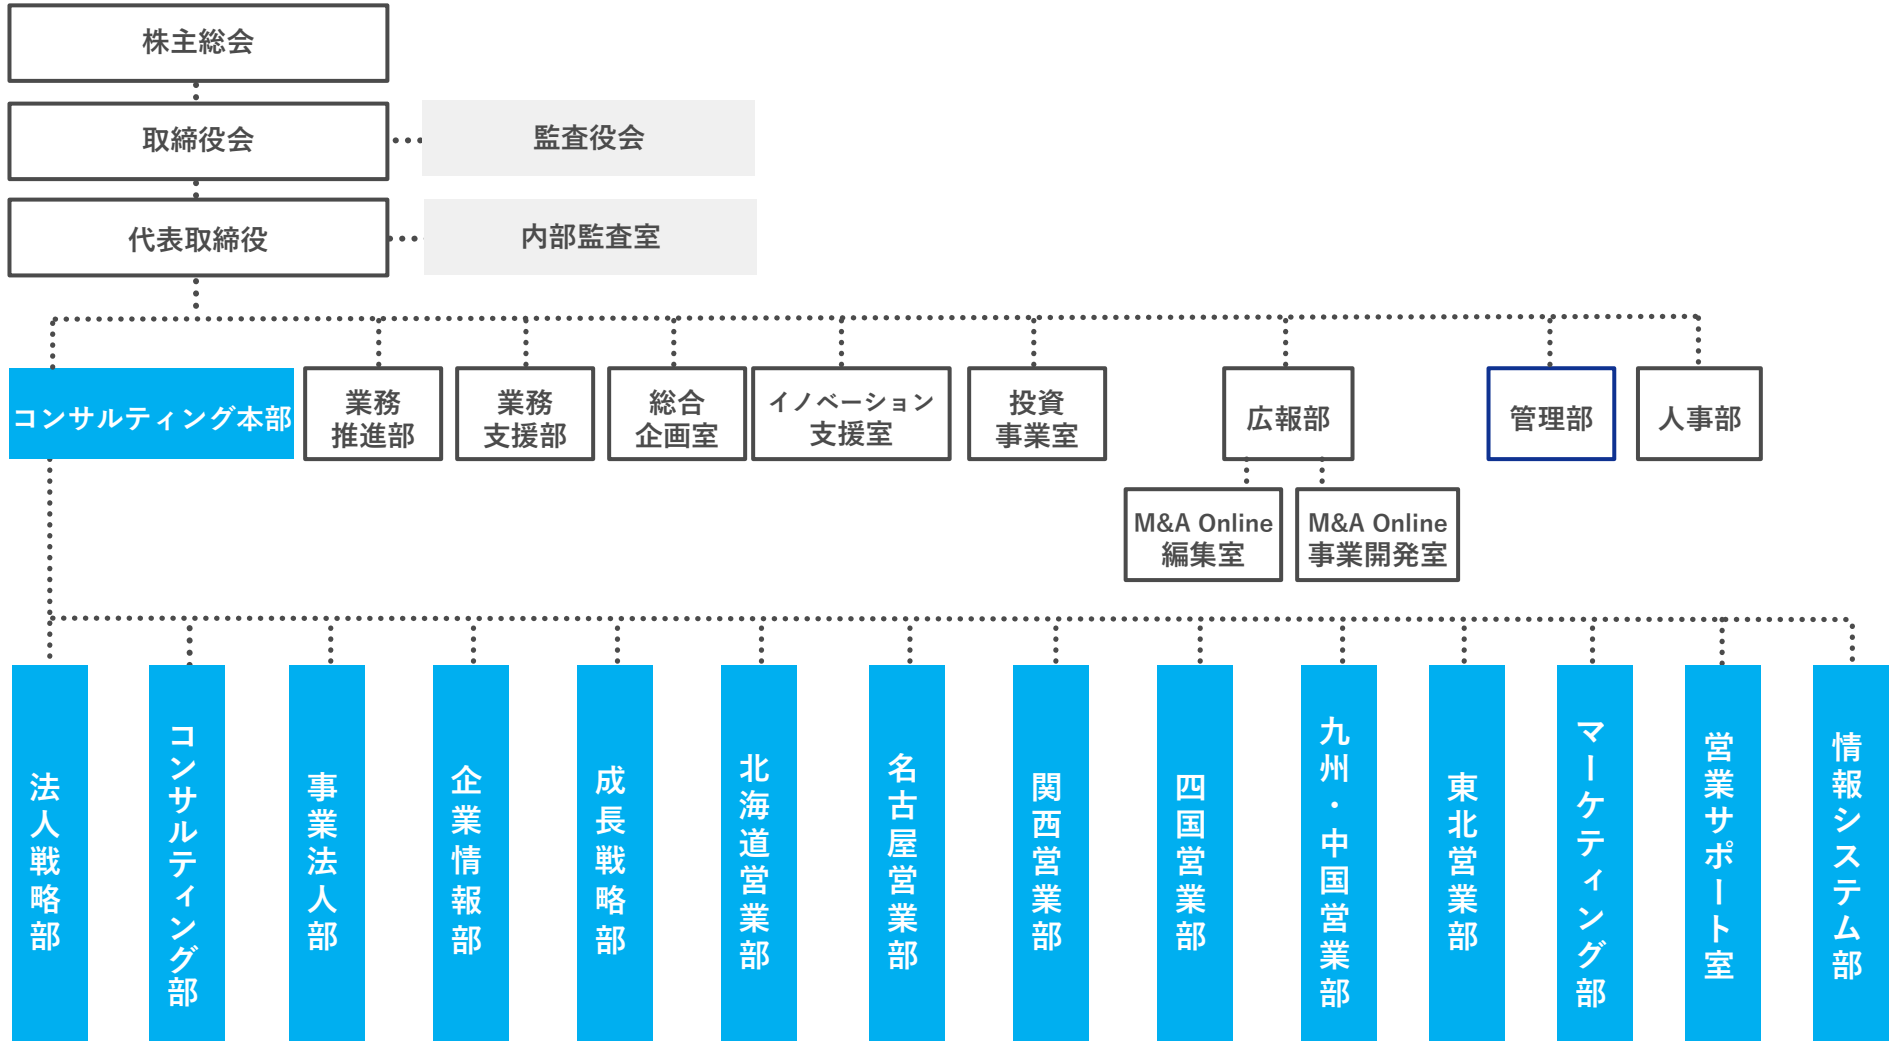 株主総会
取締役会
監査役会
代表取締役
内部監査室
コンサルティング本部
業務
推進部
業務
支援部
総合
企画室
イノベーション
支援室
投資
事業室
広報部
管理部
人事部
M&A Online
編集室
M&A Online
事業開発室
法人戦略部
コンサルティング部
事業法人部
企業情報部
成長戦略部
北海道営業部
名古屋営業部
関西営業部
四国営業部
九州・中国営業部
東北営業部
マーケティング部
営業サポート室
情報システム部